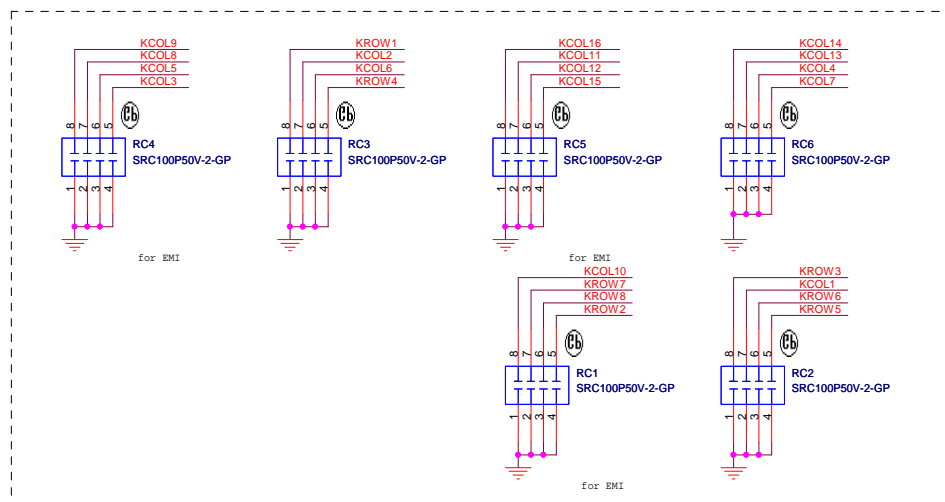 KCOL9
KCOL8
KCOL5
KCOL3
8 7 6 5
RC4
SRC100P50V-2-GP
1 2 3 4
KROW1
KCOL2
KCOL6
KROW4
8 7 6 5
RC3
SRC100P50V-2-GP
1 2 3 4
for EMI
KCOL16
KCOL11
KCOL12
KCOL15
8 7 6 5
RC5
SRC100P50V-2-GP
1 2 3 4
for EMI
KCOL14
KCOL13
KCOL4
KCOL7
8 7 6 5
RC6
SRC100P50V-2-GP
1 2 3 4
KCOL10
KROW7
KROW8
KROW2
8 7 6 5
RC1
SRC100P50V-2-GP
1 2 3 4
for EMI
KROW3
KCOL1
KROW6
KROW5
8 7 6 5
RC2
SRC100P50V-2-GP
1 2 3 4